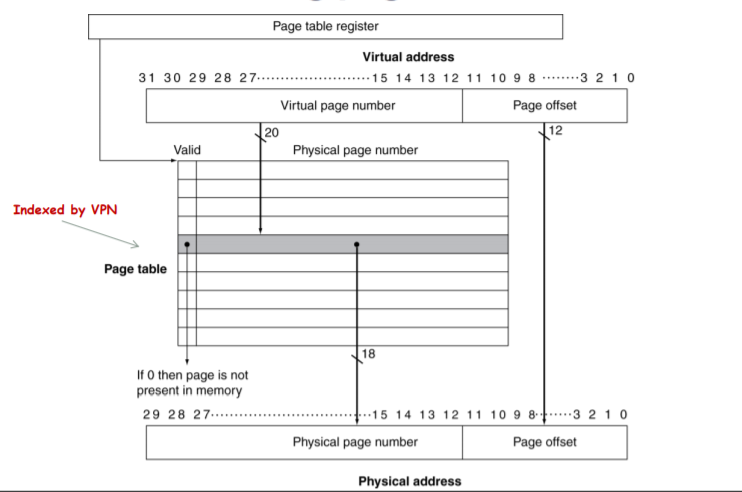 Page table register
Virtual address
31 30 29 28 27·······················15 14 13 12 11 10 9 8 ········3 2 1 0
Virtual page number Page offset
20 12
Valid Physical page number
Indexed by VPN
Page table
18
If 0 then page is not
present in memory
29 28 27································15 14 13 12 11 10 9 8·······3 2 1 0
Physical page number Page offset
Physical address